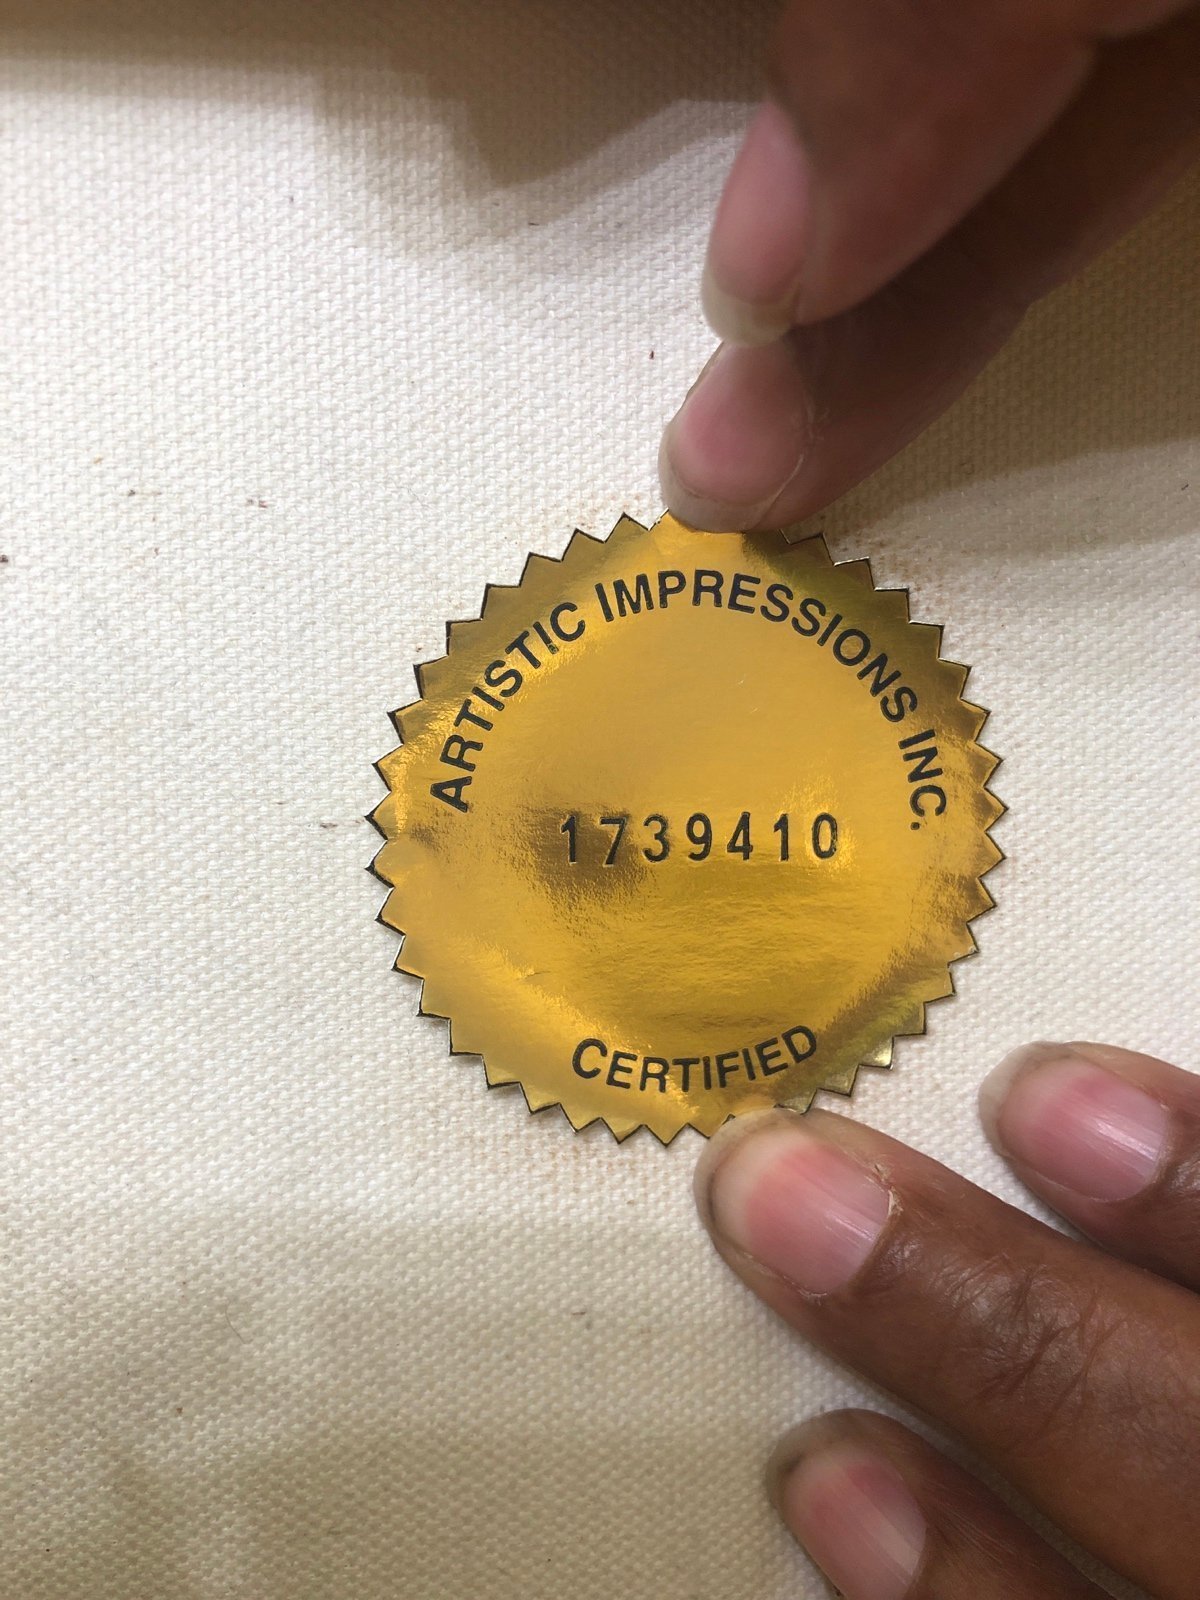 ARTISTIC IMPRESSIONS INC.
1739410
CERTIFIED